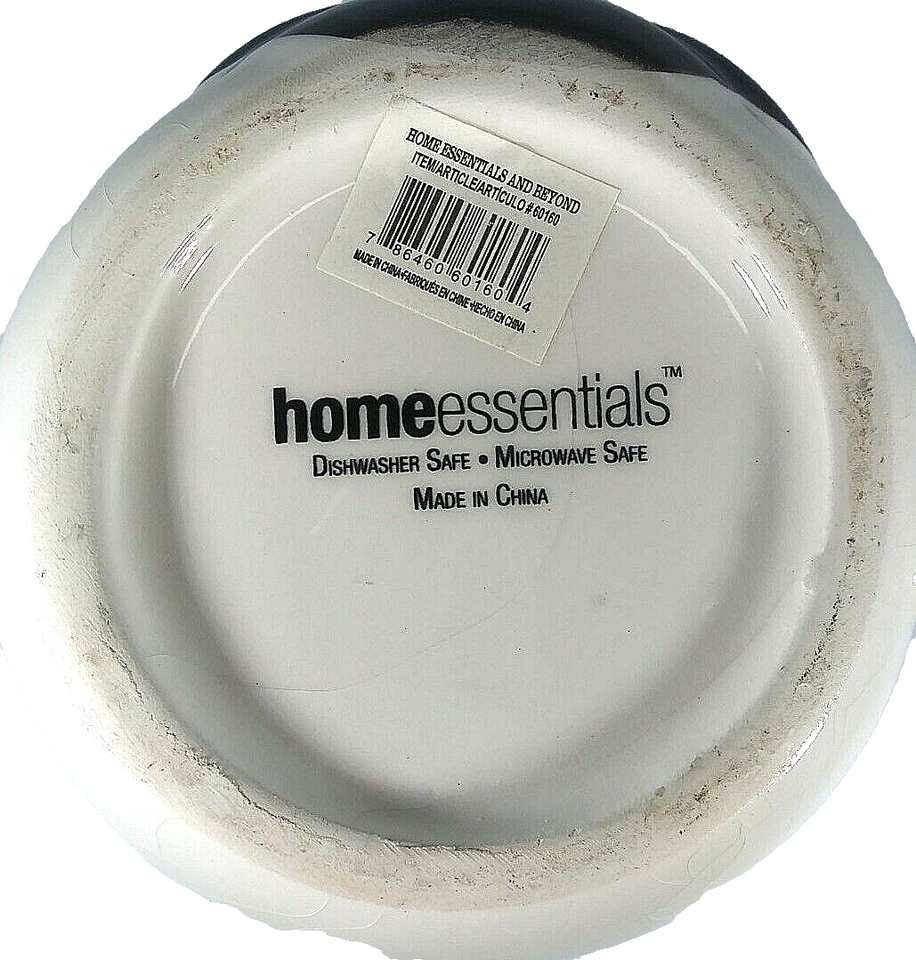 HOME ESSENTIALS AND BEYOND
ITEM/ARTICLE/ARTÍCULO # 60160
7 86460 60160 4
MADE IN CHINA•FABRIQUÉS EN CHINE•HECHO EN CHINA
homeessentials™
DISHWASHER SAFE • MICROWAVE SAFE
MADE IN CHINA